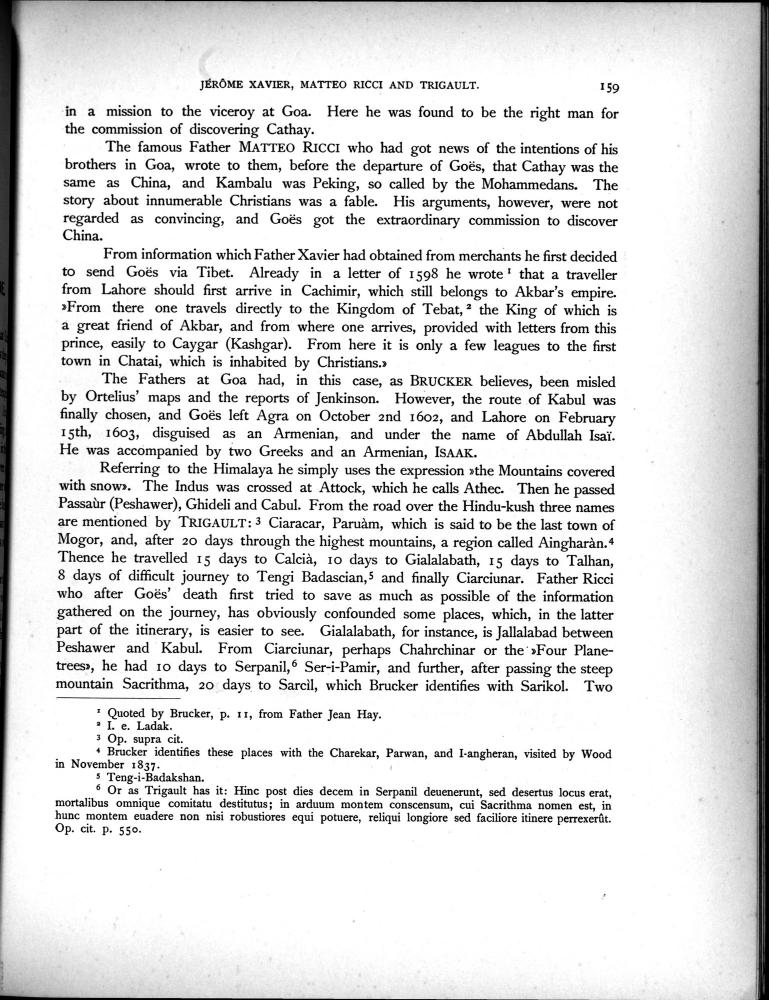 JÉRÔME XAVIER, MATTEO RICCI AND TRIGAULT. 159
in a mission to the viceroy at Goa. Here he was found to be the right man for
the commission of discovering Cathay.
The famous Father MATTEO RICCI who had got news of the intentions of his
brothers in Goa, wrote to them, before the departure of Goës, that Cathay was the
same as China, and Kambalu was Peking, so called by the Mohammedans. The
story about innumerable Christians was a fable. His arguments, however, were not
regarded as convincing, and Goës got the extraordinary commission to discover
China.
From information which Father Xavier had obtained from merchants he first decided
to send Goës via Tibet. Already in a letter of 1598 he wrote ¹ that a traveller
from Lahore should first arrive in Cachimir, which still belongs to Akbar's empire.
»From there one travels directly to the Kingdom of Tebat, ² the King of which is
a great friend of Akbar, and from where one arrives, provided with letters from this
prince, easily to Caygar (Kashgar). From here it is only a few leagues to the first
town in Chatai, which is inhabited by Christians.»
The Fathers at Goa had, in this case, as BRUCKER believes, been misled
by Ortelius' maps and the reports of Jenkinson. However, the route of Kabul was
finally chosen, and Goës left Agra on October 2nd 1602, and Lahore on February
15th, 1603, disguised as an Armenian, and under the name of Abdullah Isaï.
He was accompanied by two Greeks and an Armenian, ISAAK.
Referring to the Himalaya he simply uses the expression »the Mountains covered
with snow». The Indus was crossed at Attock, which he calls Athec. Then he passed
Passaùr (Peshawer), Ghideli and Cabul. From the road over the Hindu-kush three names
are mentioned by TRIGAULT: ³ Ciaracar, Paruàm, which is said to be the last town of
Mogor, and, after 20 days through the highest mountains, a region called Aingharàn.⁴
Thence he travelled 15 days to Calcià, 10 days to Gialalabath, 15 days to Talhan,
8 days of difficult journey to Tengi Badascian,⁵ and finally Ciarciunar. Father Ricci
who after Goës' death first tried to save as much as possible of the information
gathered on the journey, has obviously confounded some places, which, in the latter
part of the itinerary, is easier to see. Gialalabath, for instance, is Jallalabad between
Peshawer and Kabul. From Ciarciunar, perhaps Chahrchinar or the »Four Plane-
trees», he had 10 days to Serpanil,⁶ Ser-i-Pamir, and further, after passing the steep
mountain Sacrithma, 20 days to Sarcil, which Brucker identifies with Sarikol. Two
¹ Quoted by Brucker, p. 11, from Father Jean Hay.
² I. e. Ladak.
³ Op. supra cit.
⁴ Brucker identifies these places with the Charekar, Parwan, and I-angheran, visited by Wood
in November 1837.
⁵ Teng-i-Badakshan.
⁶ Or as Trigault has it: Hinc post dies decem in Serpanil deuenerunt, sed desertus locus erat,
mortalibus omnique comitatu destitutus; in arduum montem conscensum, cui Sacrithma nomen est, in
hunc montem euadere non nisi robustiores equi potuere, reliqui longiore sed faciliore itinere perrexerût.
Op. cit. p. 550.